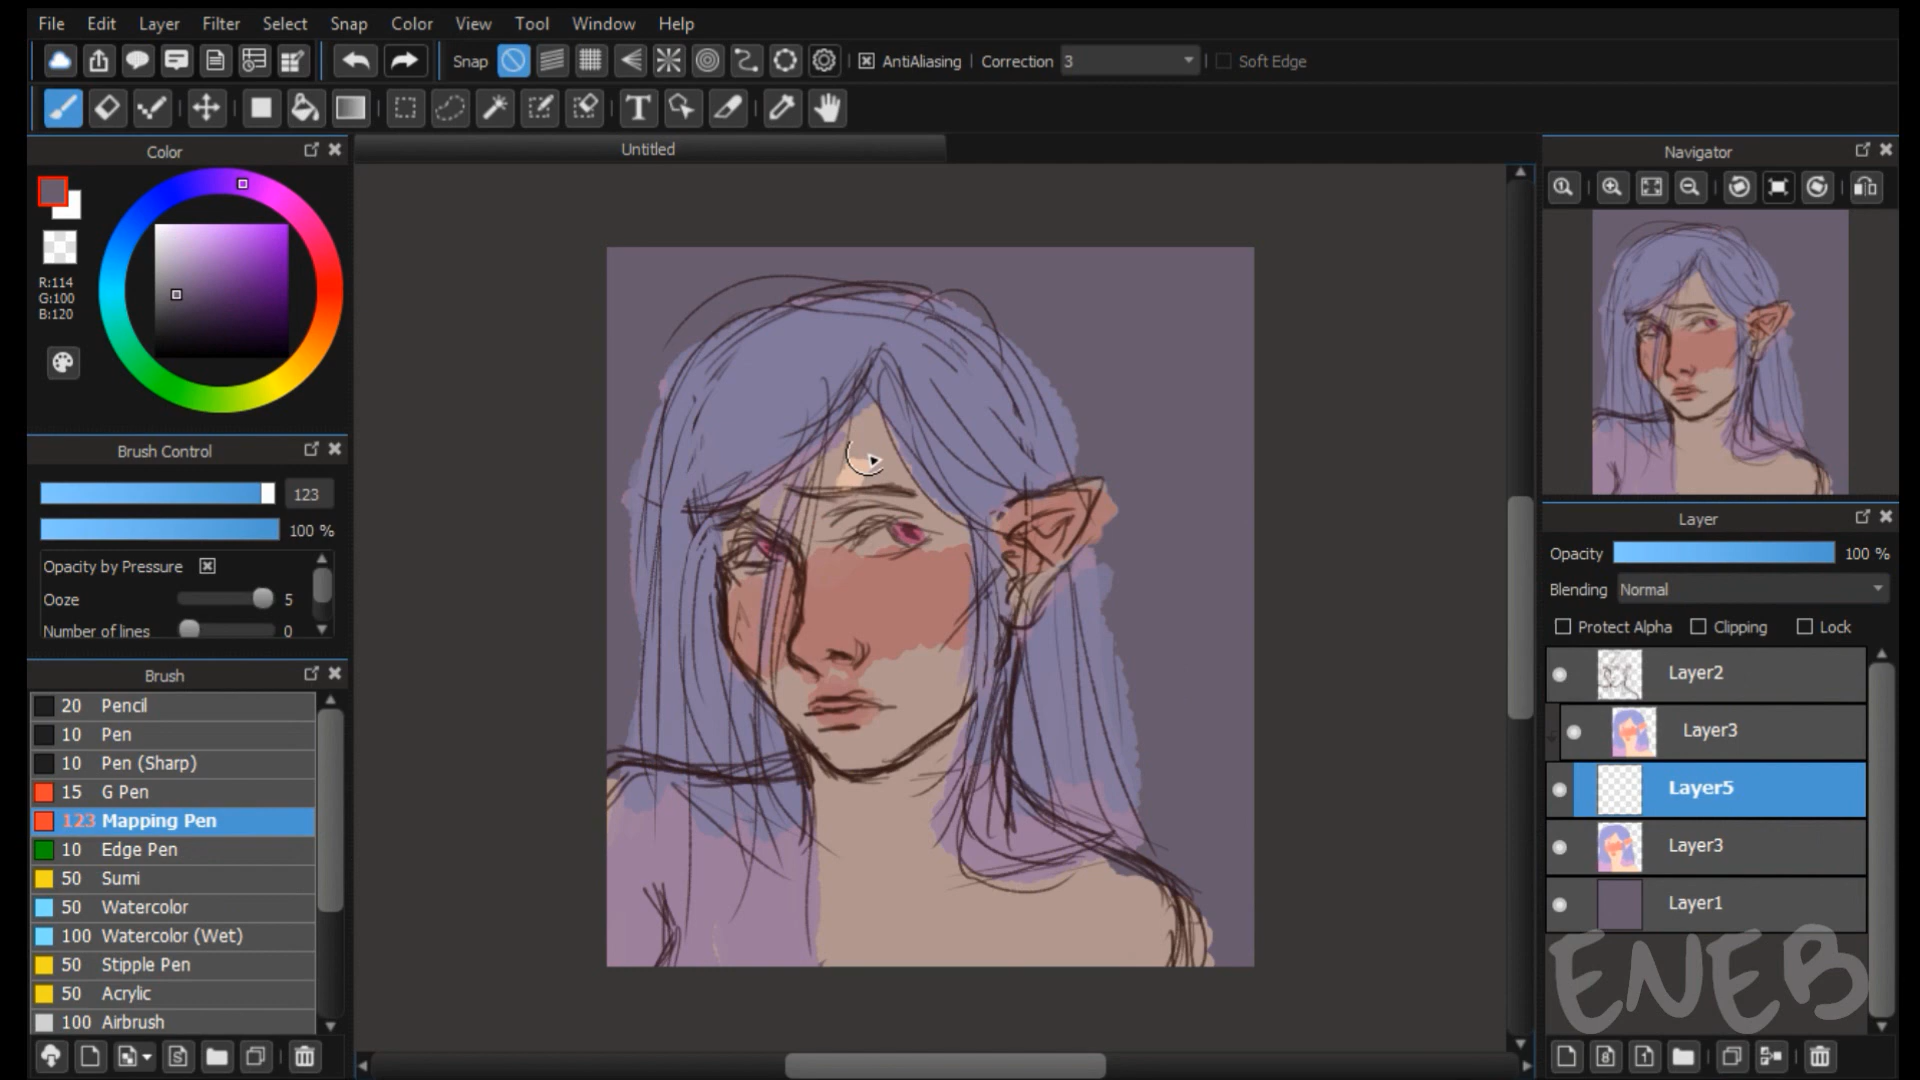 File Edit Layer Filter Select Snap Color View Tool Window Help
Snap AntiAliasing Correction 3 Soft Edge
T
Color
Untitled
Navigator
R:114
G:100
B:120
Brush Control
123
100 %
Opacity by Pressure
Ooze 5
Number of lines 0
Brush
20 Pencil
10 Pen
10 Pen (Sharp)
15 G Pen
123 Mapping Pen
10 Edge Pen
50 Sumi
50 Watercolor
100 Watercolor (Wet)
50 Stipple Pen
50 Acrylic
100 Airbrush
Layer
Opacity 100 %
Blending Normal
Protect Alpha Clipping Lock
Layer2
Layer3
Layer5
Layer3
Layer1
ENEB